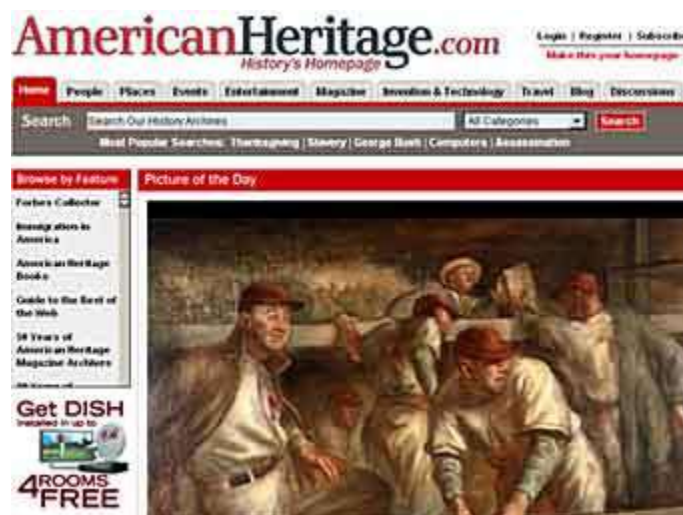 AmericanHeritage.com
History's Homepage
Login | Register | Subscribe
Make this your homepage
Home People Places Events Entertainment Magazine Invention & Technology Travel Blog Discussions
Search Search Our History Archives All Categories Search
Most Popular Searches: Thanksgiving | Slavery | George Bush | Computers | Assassination
Browse by Feature
Picture of the Day
Forbes Collector
Immigration in
America
American Heritage
Books
Guide to the Best of
the Web
50 Years of
American Heritage
Magazine Archives
Get DISH
Installed in up to
4 ROOMS
FREE